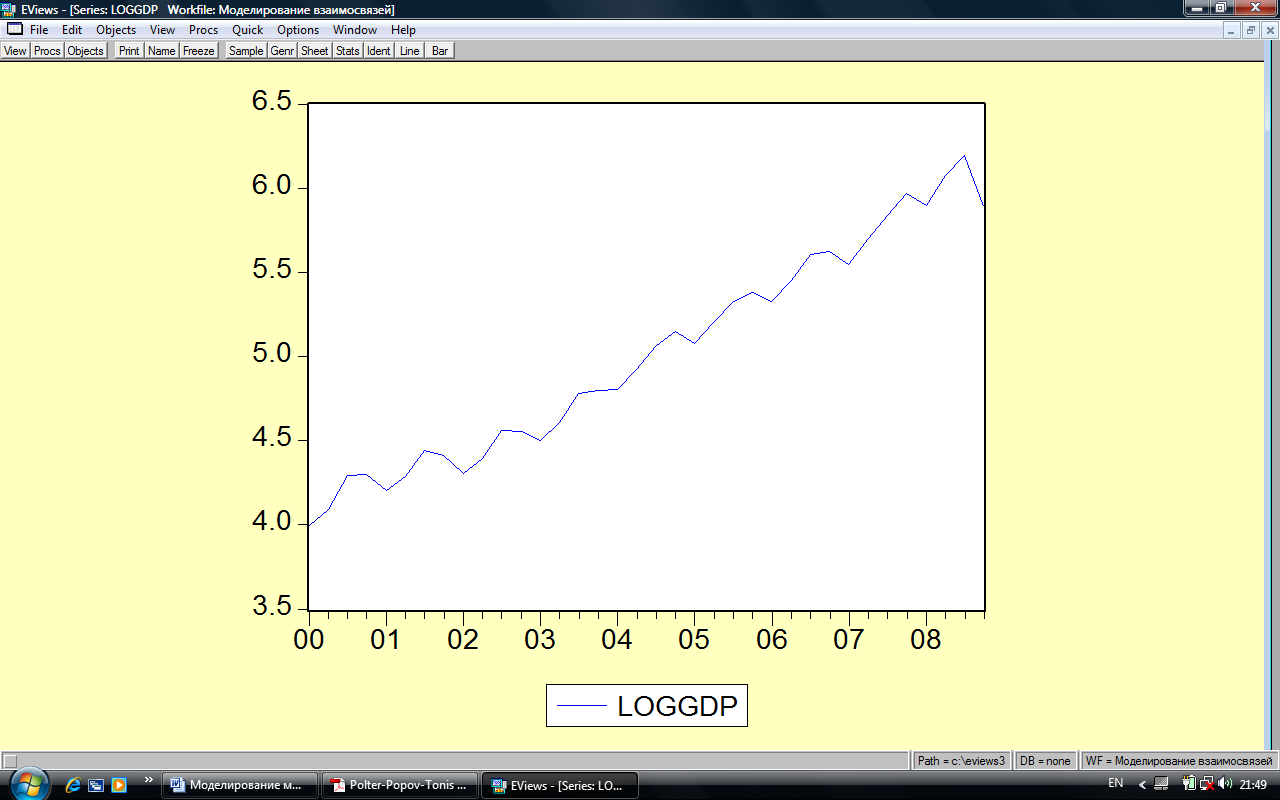 EViews - [Series: LOGGDP Workfile: Моделирование взаимосвязей]
File Edit Objects View Procs Quick Options Window Help
View Procs Objects Print Name Freeze Sample Genr Sheet Stats Ident Line Bar
6.5
6.0
5.5
5.0
4.5
4.0
3.5
00 01 02 03 04 05 06 07 08
LOGGDP
Path = c:\eviews3 DB = none WF = Моделирование взаимосвязей
» Моделирование м... Polter-Popov-Tonis ... EViews - [Series: LO... EN 21:49